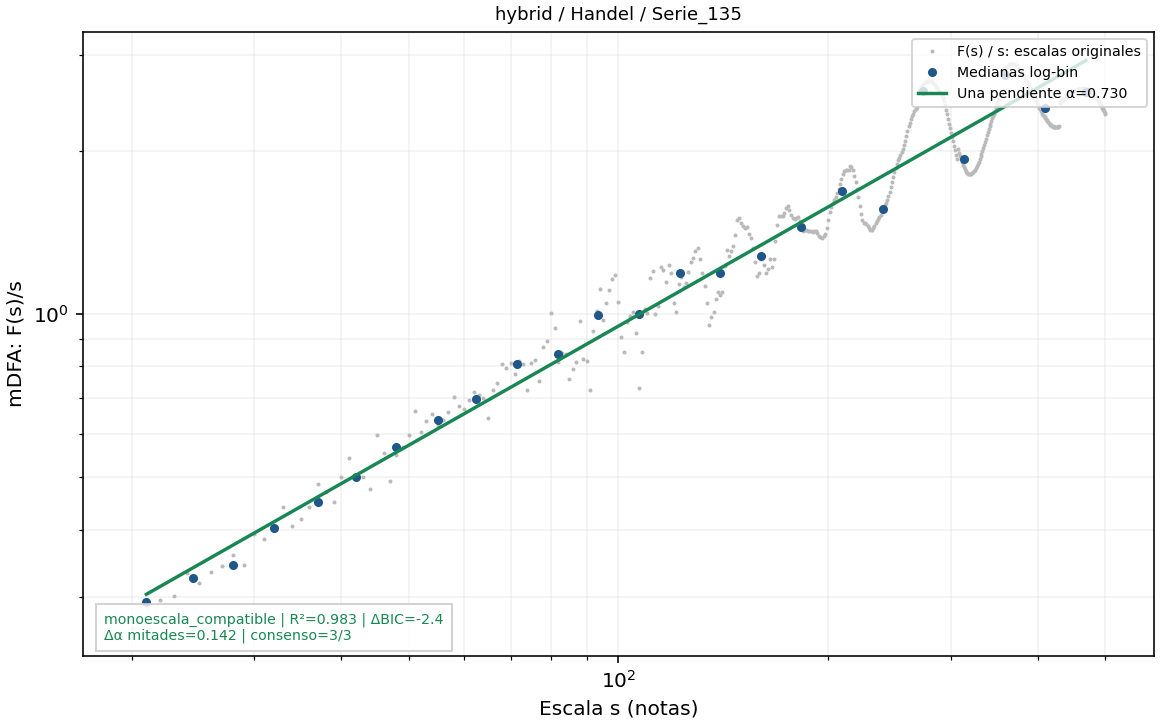 hybrid / Handel / Serie_135
F(s) / s: escalas originales
Medianas log-bin
Una pendiente α=0.730
mDFA: F(s)/s
10⁰
monoescala_compatible | R²=0.983 | ΔBIC=-2.4
Δα mitades=0.142 | consenso=3/3
10²
Escala s (notas)